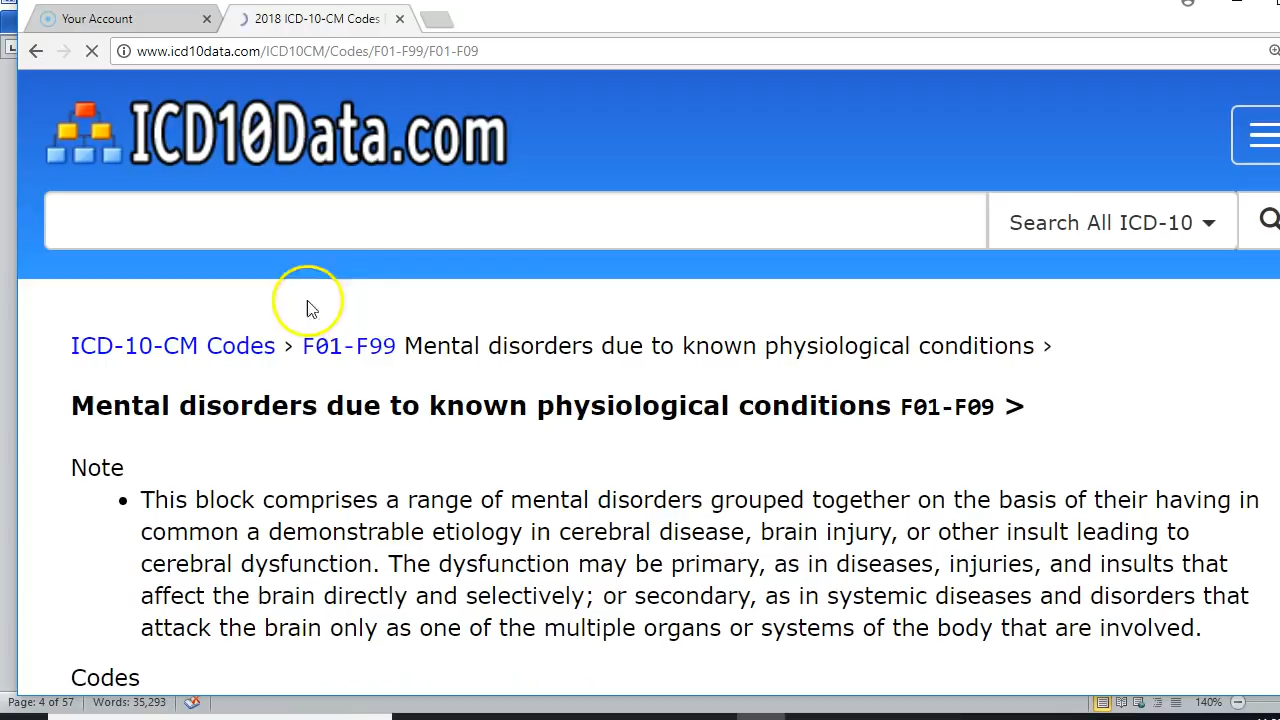 Your Account
2018 ICD-10-CM Codes
www.icd10data.com/ICD10CM/Codes/F01-F99/F01-F09
ICD10Data.com
Search All ICD-10
ICD-10-CM Codes › F01-F99 Mental disorders due to known physiological conditions ›
Mental disorders due to known physiological conditions F01-F09 >
Note
• This block comprises a range of mental disorders grouped together on the basis of their having in
common a demonstrable etiology in cerebral disease, brain injury, or other insult leading to
cerebral dysfunction. The dysfunction may be primary, as in diseases, injuries, and insults that
affect the brain directly and selectively; or secondary, as in systemic diseases and disorders that
attack the brain only as one of the multiple organs or systems of the body that are involved.
Codes
Page: 4 of 57 Words: 35,293 140%